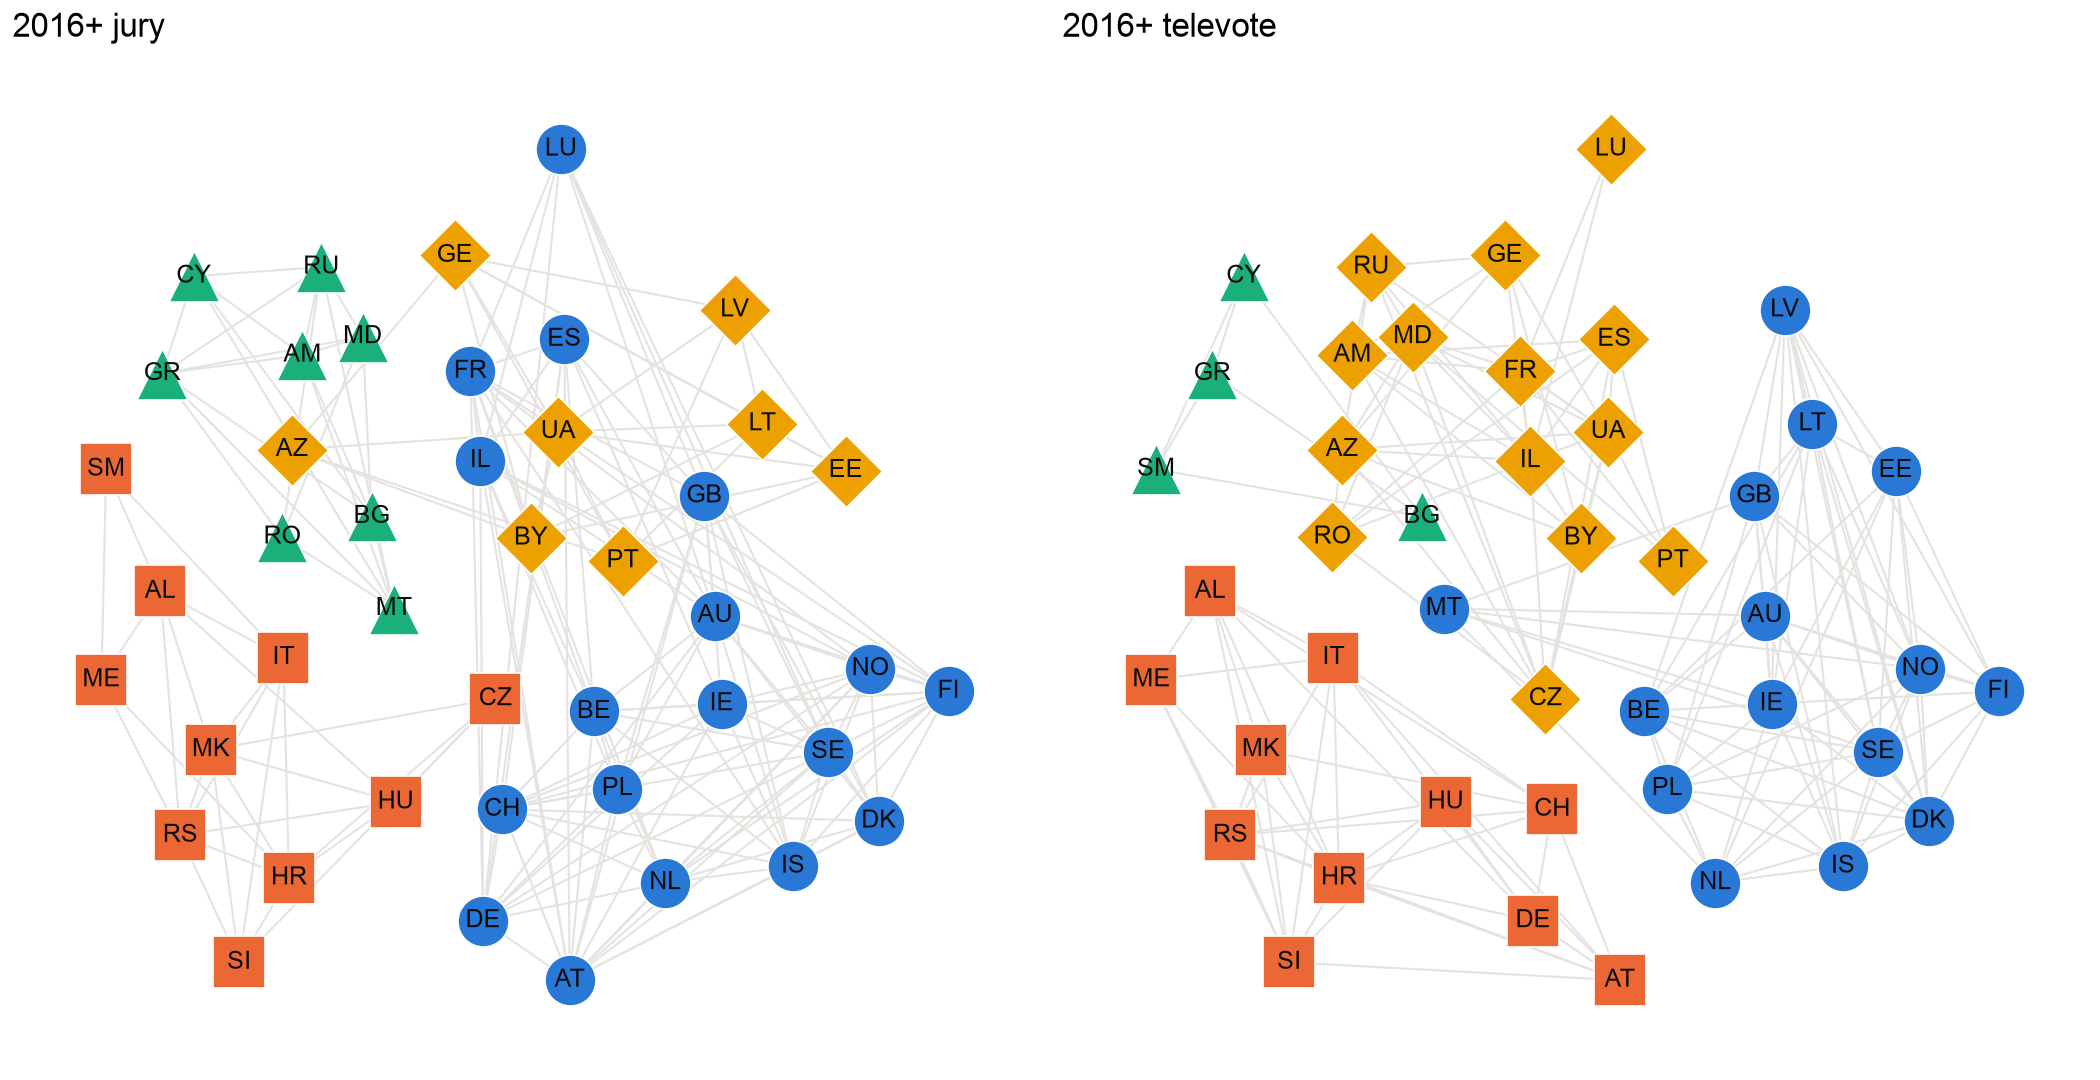 2016+ jury
2016+ televote
LU
GE
CY
RU
LV
MD
ES
AM
FR
GR
LT
UA
AZ
IL
SM
EE
GB
BG
RO
BY
PT
AL
MT
AU
IT
NO
ME
FI
CZ
BE
IE
MK
SE
PL
HU
CH
DK
RS
IS
HR
NL
DE
SI
AT
LU
GE
RU
CY
LV
MD
ES
AM
FR
GR
LT
UA
AZ
IL
SM
EE
GB
BG
RO
BY
PT
AL
MT
AU
IT
NO
ME
FI
CZ
BE
IE
MK
SE
PL
HU
CH
DK
RS
IS
HR
NL
DE
SI
AT